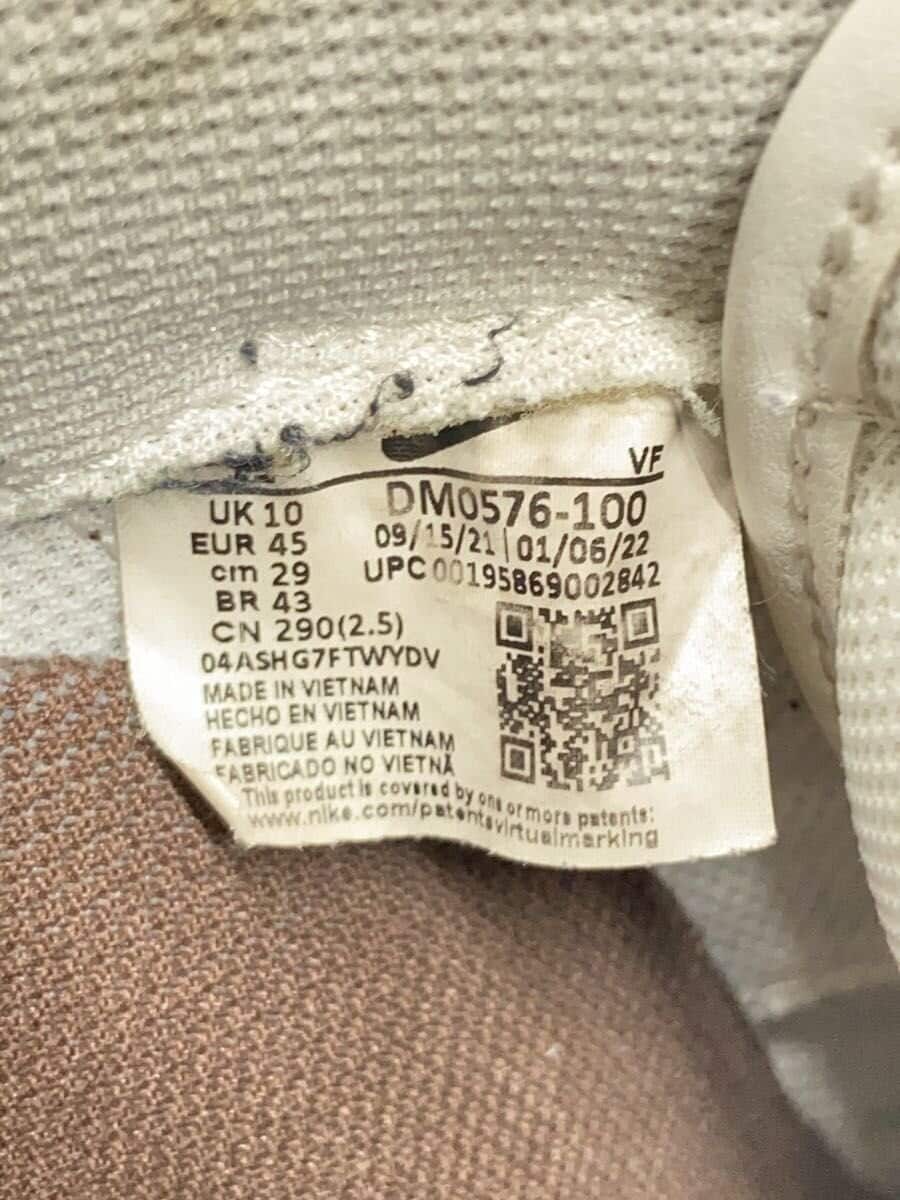 VF
UK 10
EUR 45
cm 29
BR 43
CN 290(2.5)
DM0576-100
09/15/21 | 01/06/22
UPC 00195869002842
04ASHG7FTWYDV
MADE IN VIETNAM
HECHO EN VIETNAM
FABRIQUE AU VIETNAM
FABRICADO NO VIETNÃ
This product is covered by one or more patents:
www.nike.com/patentsvirtualmarking